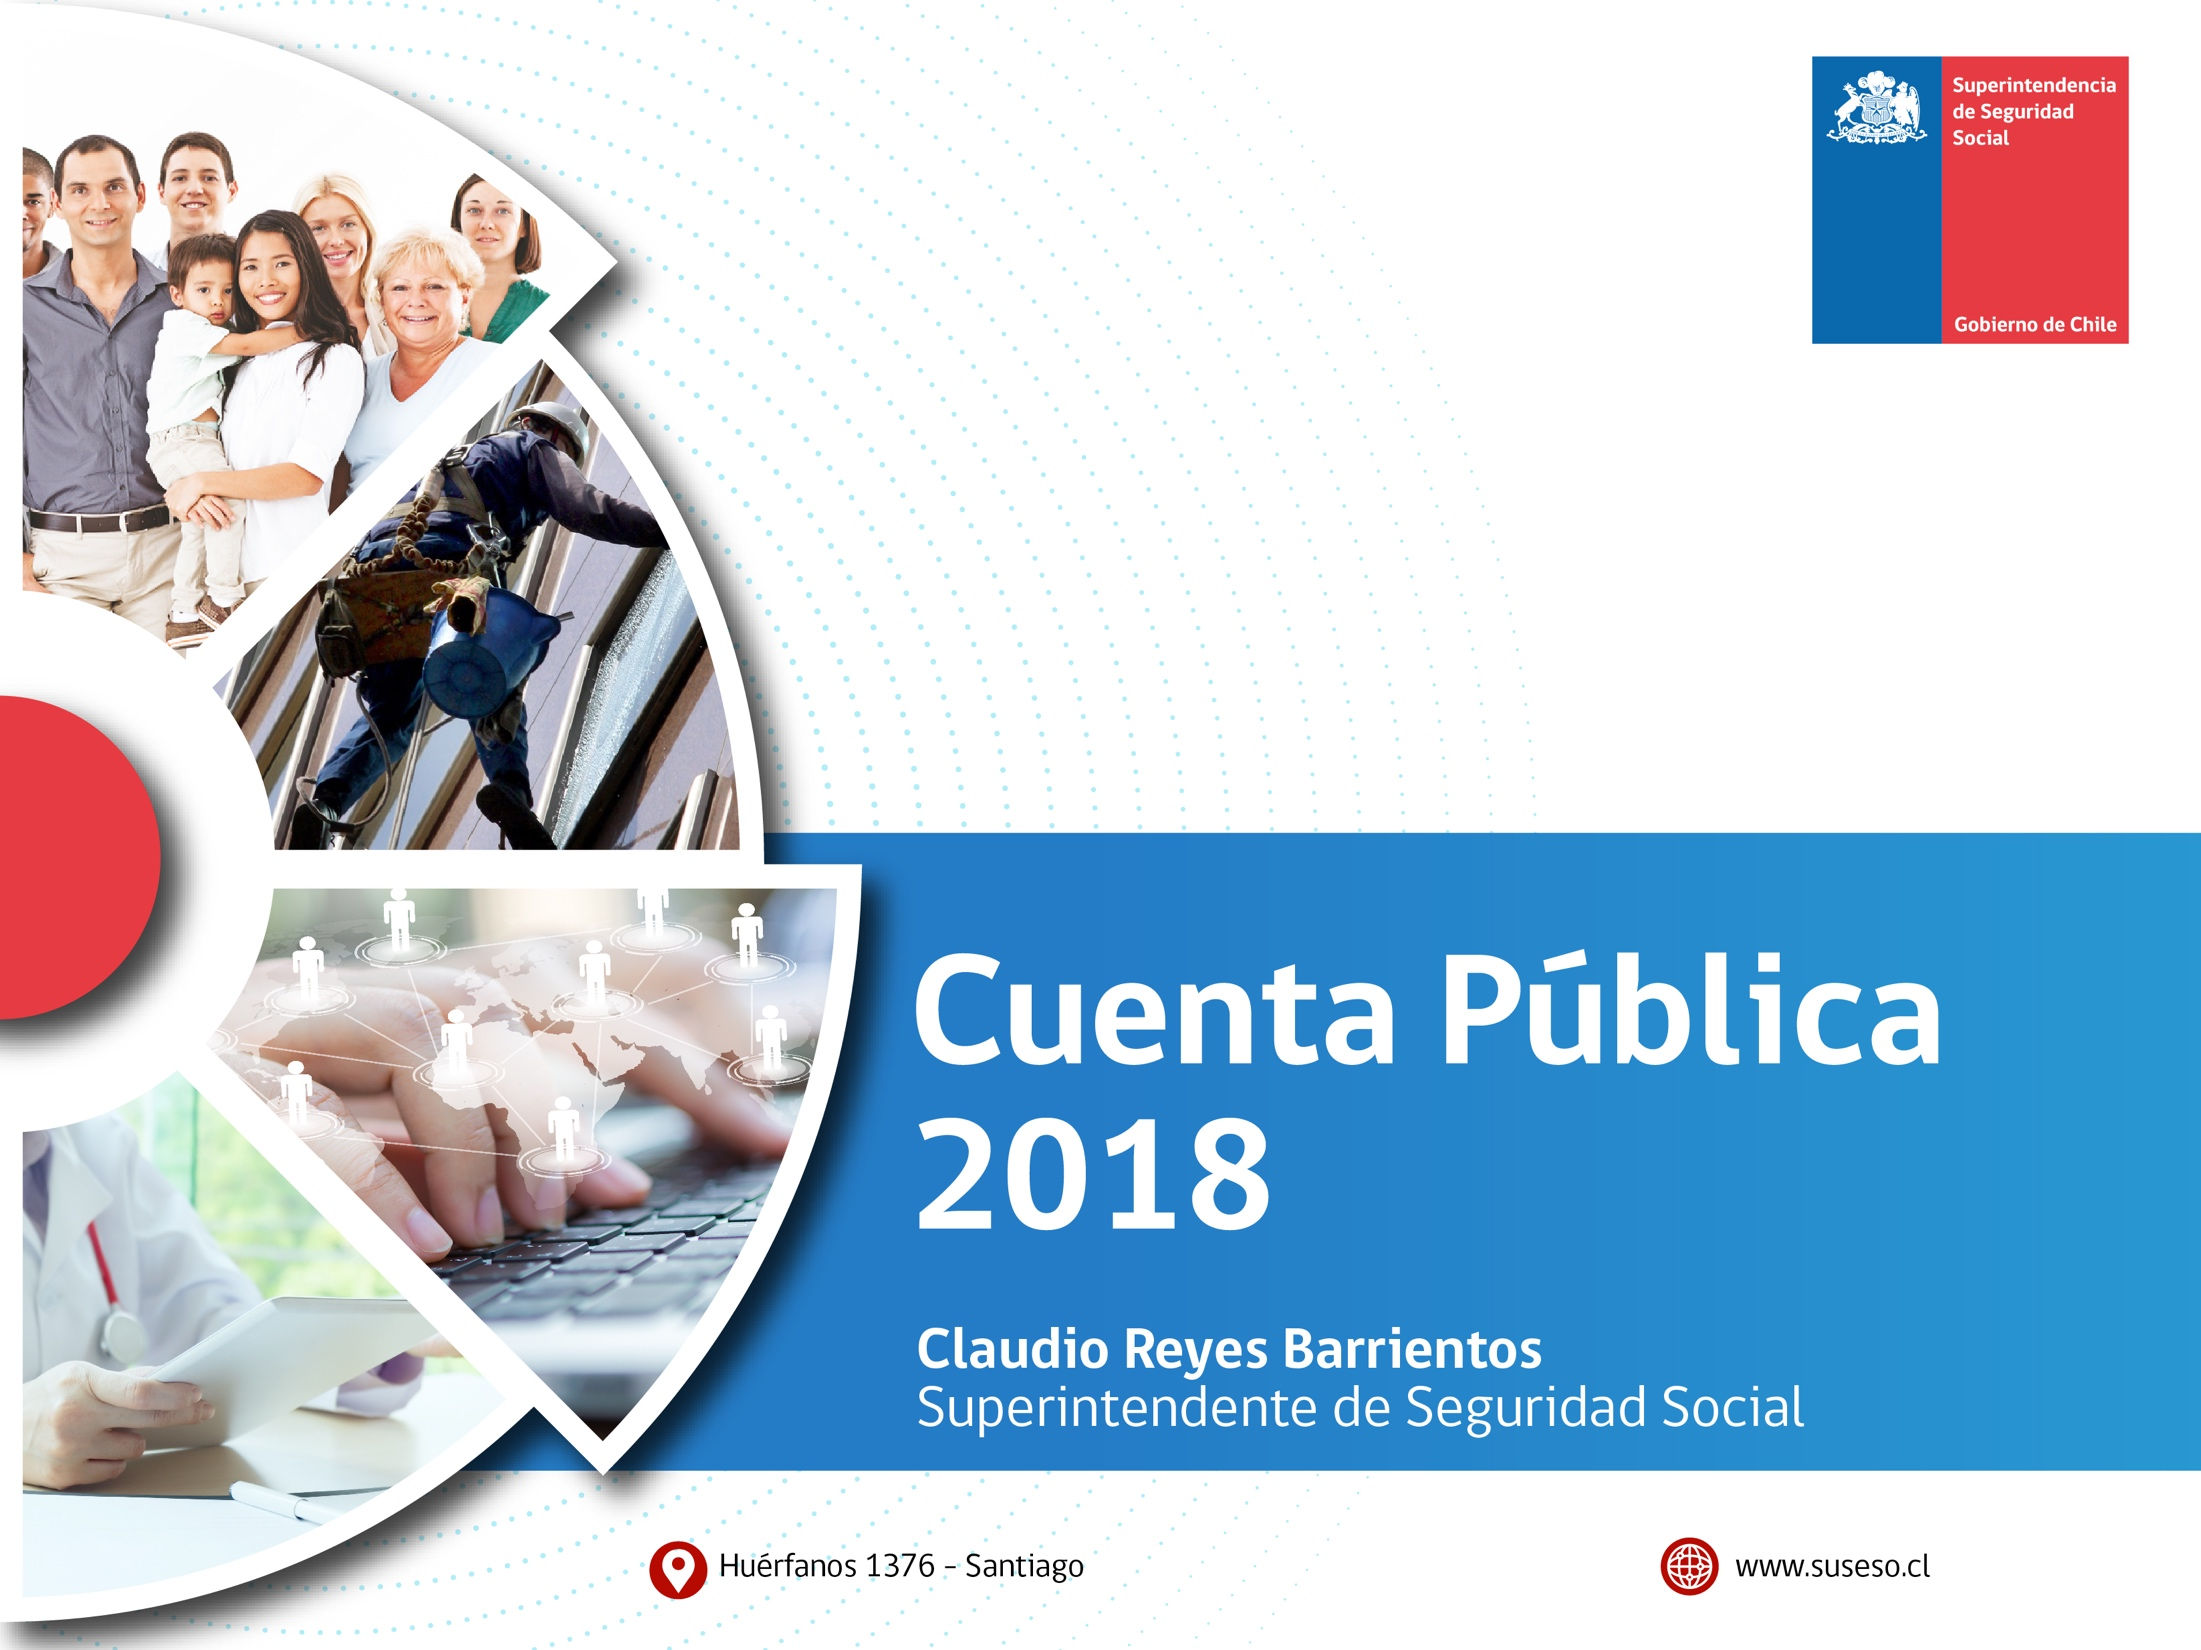 Superintendencia
de Seguridad
Social
Gobierno de Chile
Cuenta Pública
2018
Claudio Reyes Barrientos
Superintendente de Seguridad Social
Huérfanos 1376 – Santiago
www.suseso.cl